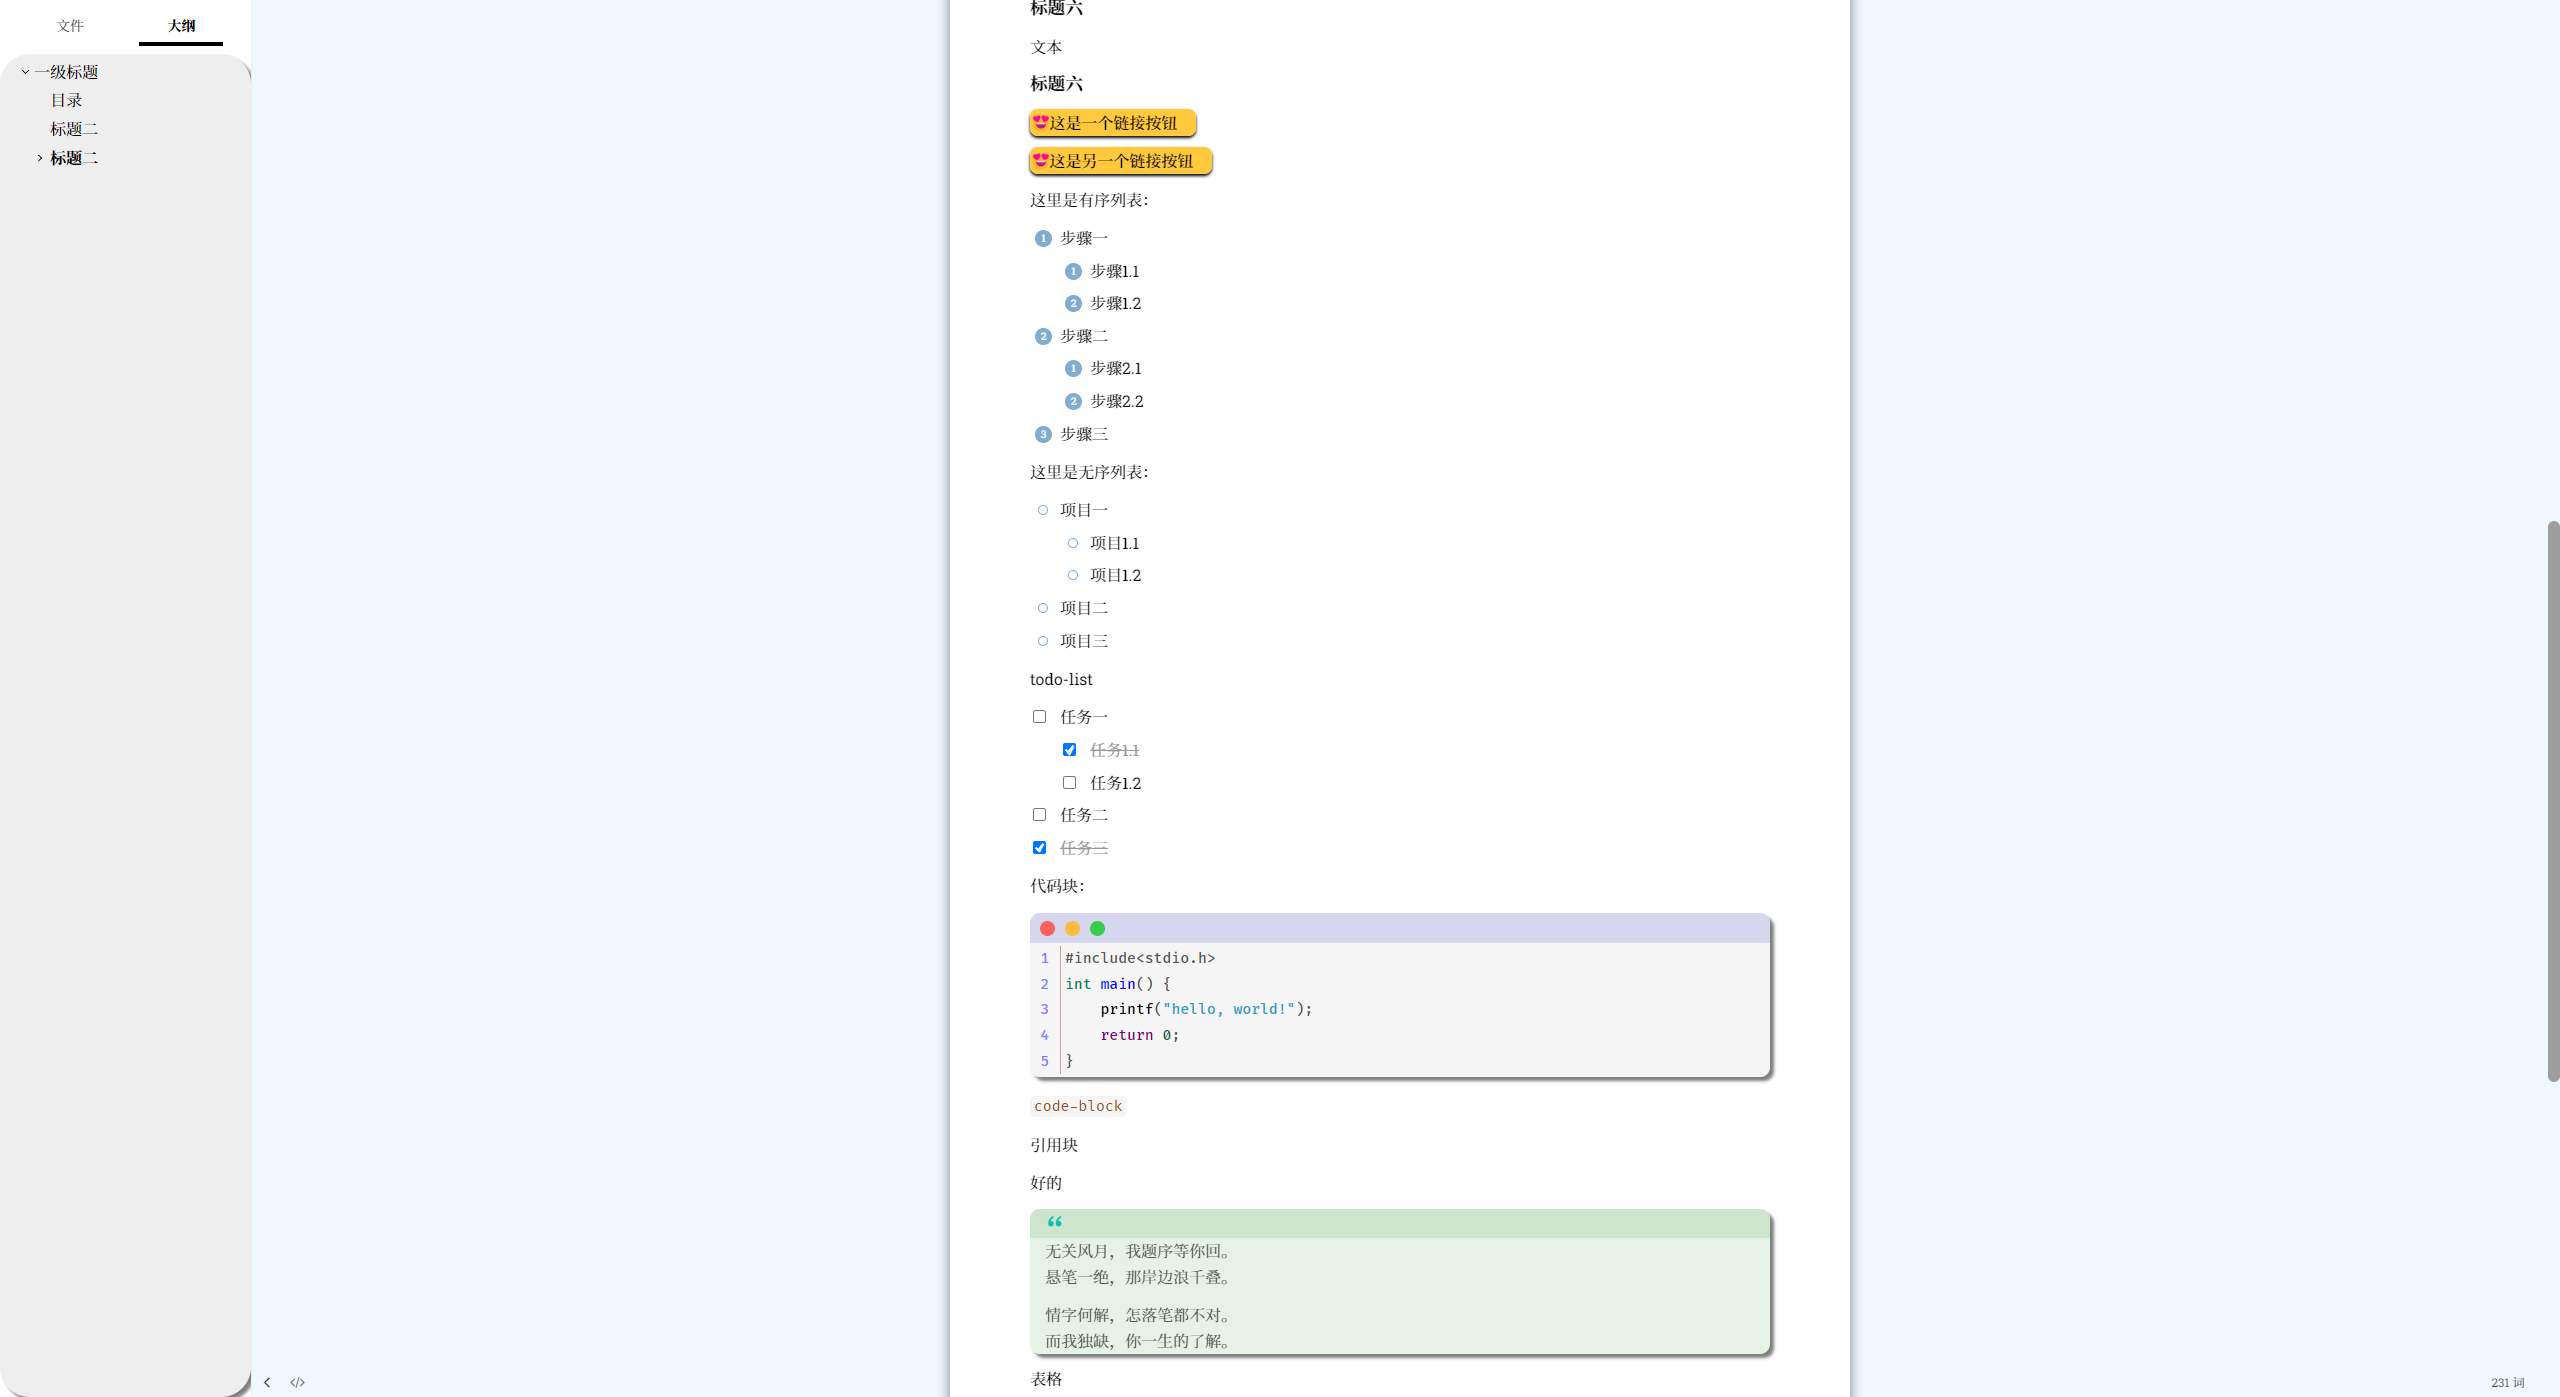 文件 大纲
一级标题
目录
标题二
标题二
标题六
文本
标题六
😍这是一个链接按钮
😍这是另一个链接按钮
这里是有序列表：
1 步骤一
1 步骤1.1
2 步骤1.2
2 步骤二
1 步骤2.1
2 步骤2.2
3 步骤三
这里是无序列表：
项目一
项目1.1
项目1.2
项目二
项目三
todo-list
任务一
任务1.1
任务1.2
任务二
任务三
代码块：
1 #include<stdio.h>
2 int main() {
3     printf("hello, world!");
4     return 0;
5 }
code-block
引用块
好的
“
无关风月，我题序等你回。
悬笔一绝，那岸边浪千叠。
情字何解，怎落笔都不对。
而我独缺，你一生的了解。
表格
</> 231 词